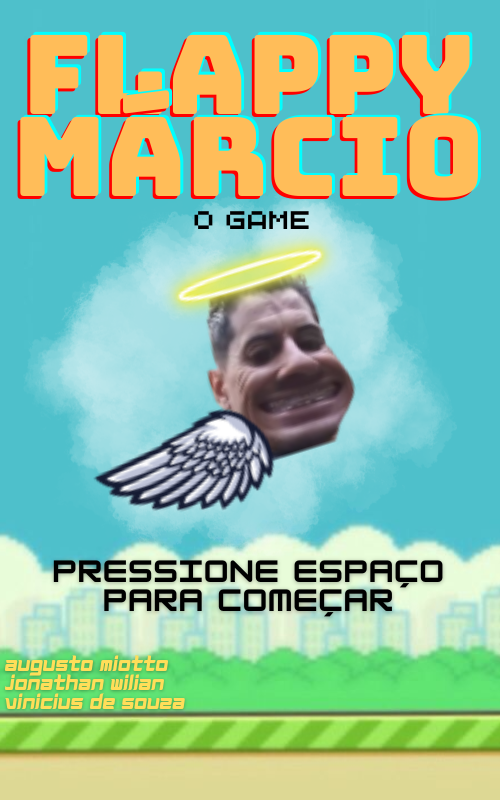 FLAPPY
MÁRCIO
O GAME
PRESSIONE ESPAÇO
PARA COMEÇAR
augusto miotto
jonathan wilian
vinicius de souza